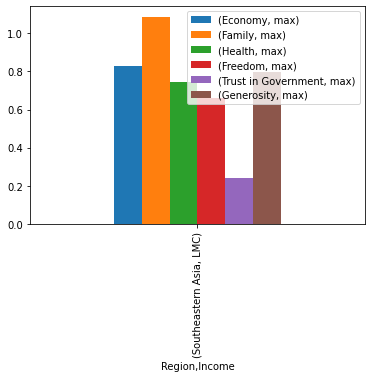 (Economy, max)
(Family, max)
(Health, max)
(Freedom, max)
(Trust in Government, max)
(Generosity, max)
1.0
0.8
0.6
0.4
0.2
0.0
(Southeastern Asia, LMC)
Region,Income